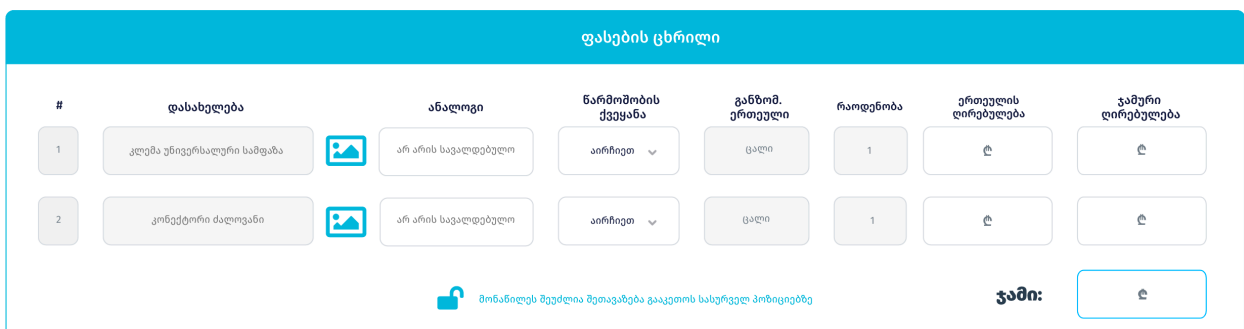 ფასების ცხრილი
# დასახელება ანალოგი წარმოშობის ქვეყანა განზომ. ერთეული რაოდენობა ერთეულის ღირებულება ჯამური ღირებულება
1 კლემა უნივერსალური სამფაზა არ არის სავალდებულო აირჩიეთ ცალი 1 ₾ ₾
2 კონექტორი ძალოვანი არ არის სავალდებულო აირჩიეთ ცალი 1 ₾ ₾
მონაწილეს შეუძლია შეთავაზება გააკეთოს სასურველ პოზიციებზე ჯამი: ₾